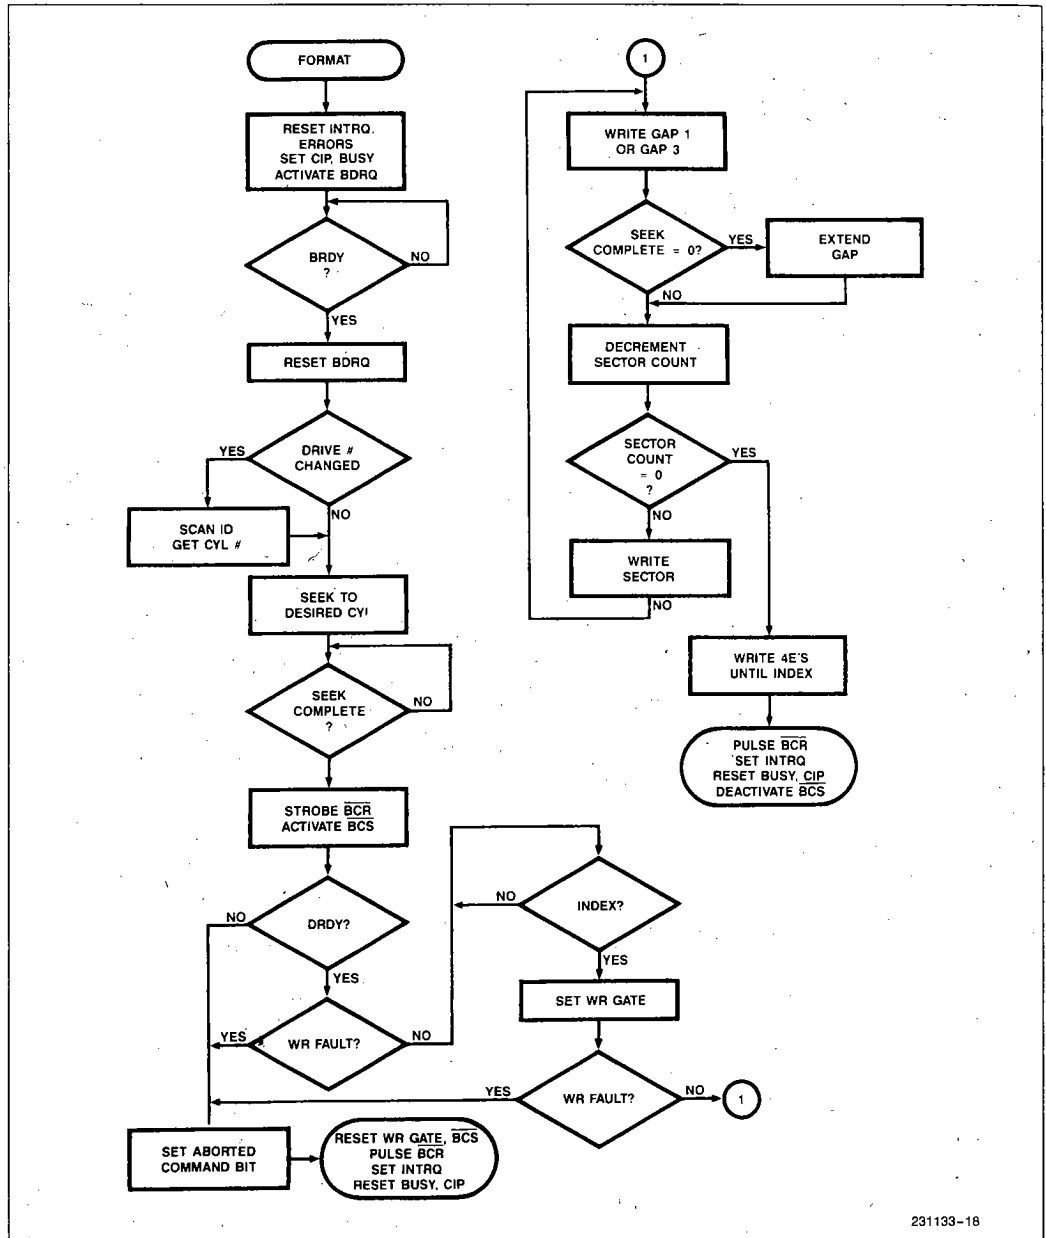 FORMAT
RESET INTRQ.
ERRORS
SET CIP, BUSY
ACTIVATE BDRQ
BRDY
?
NO
YES
RESET BDRQ
DRIVE #
CHANGED
YES
NO
SCAN ID
GET CYL #
SEEK TO
DESIRED CYL
SEEK
COMPLETE
?
NO
STROBE BCR
ACTIVATE BCS
DRDY?
NO
YES
WR FAULT?
YES
NO
SET ABORTED
COMMAND BIT
RESET WR GATE, BCS
PULSE BCR
SET INTRQ
RESET BUSY, CIP
INDEX?
NO
YES
SET WR GATE
WR FAULT?
YES
NO
1
1
WRITE GAP 1
OR GAP 3
SEEK
COMPLETE = 0?
YES
EXTEND
GAP
NO
DECREMENT
SECTOR COUNT
SECTOR
COUNT
= 0
?
YES
NO
WRITE
SECTOR
NO
WRITE 4E'S
UNTIL INDEX
PULSE BCR
SET INTRQ
RESET BUSY, CIP
DEACTIVATE BCS
231133-18